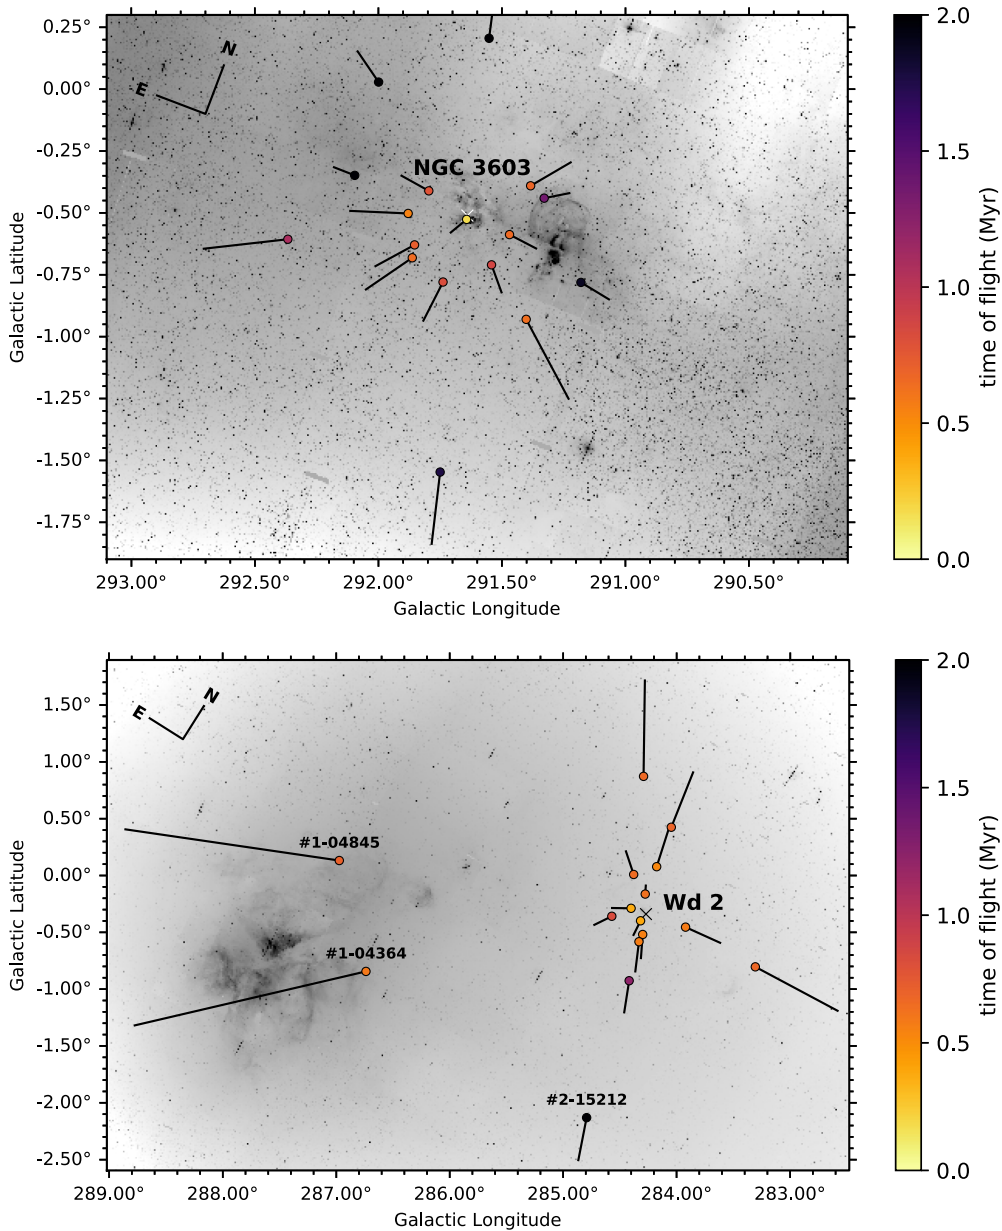 0.25°
0.00°
-0.25°
-0.50°
-0.75°
-1.00°
-1.25°
-1.50°
-1.75°
Galactic Latitude
N
E
NGC 3603
293.00° 292.50° 292.00° 291.50° 291.00° 290.50°
Galactic Longitude
2.0
1.5
1.0
0.5
0.0
time of flight (Myr)
1.50°
1.00°
0.50°
0.00°
-0.50°
-1.00°
-1.50°
-2.00°
-2.50°
Galactic Latitude
N
E
#1-04845
Wd 2
#1-04364
#2-15212
289.00° 288.00° 287.00° 286.00° 285.00° 284.00° 283.00°
Galactic Longitude
2.0
1.5
1.0
0.5
0.0
time of flight (Myr)